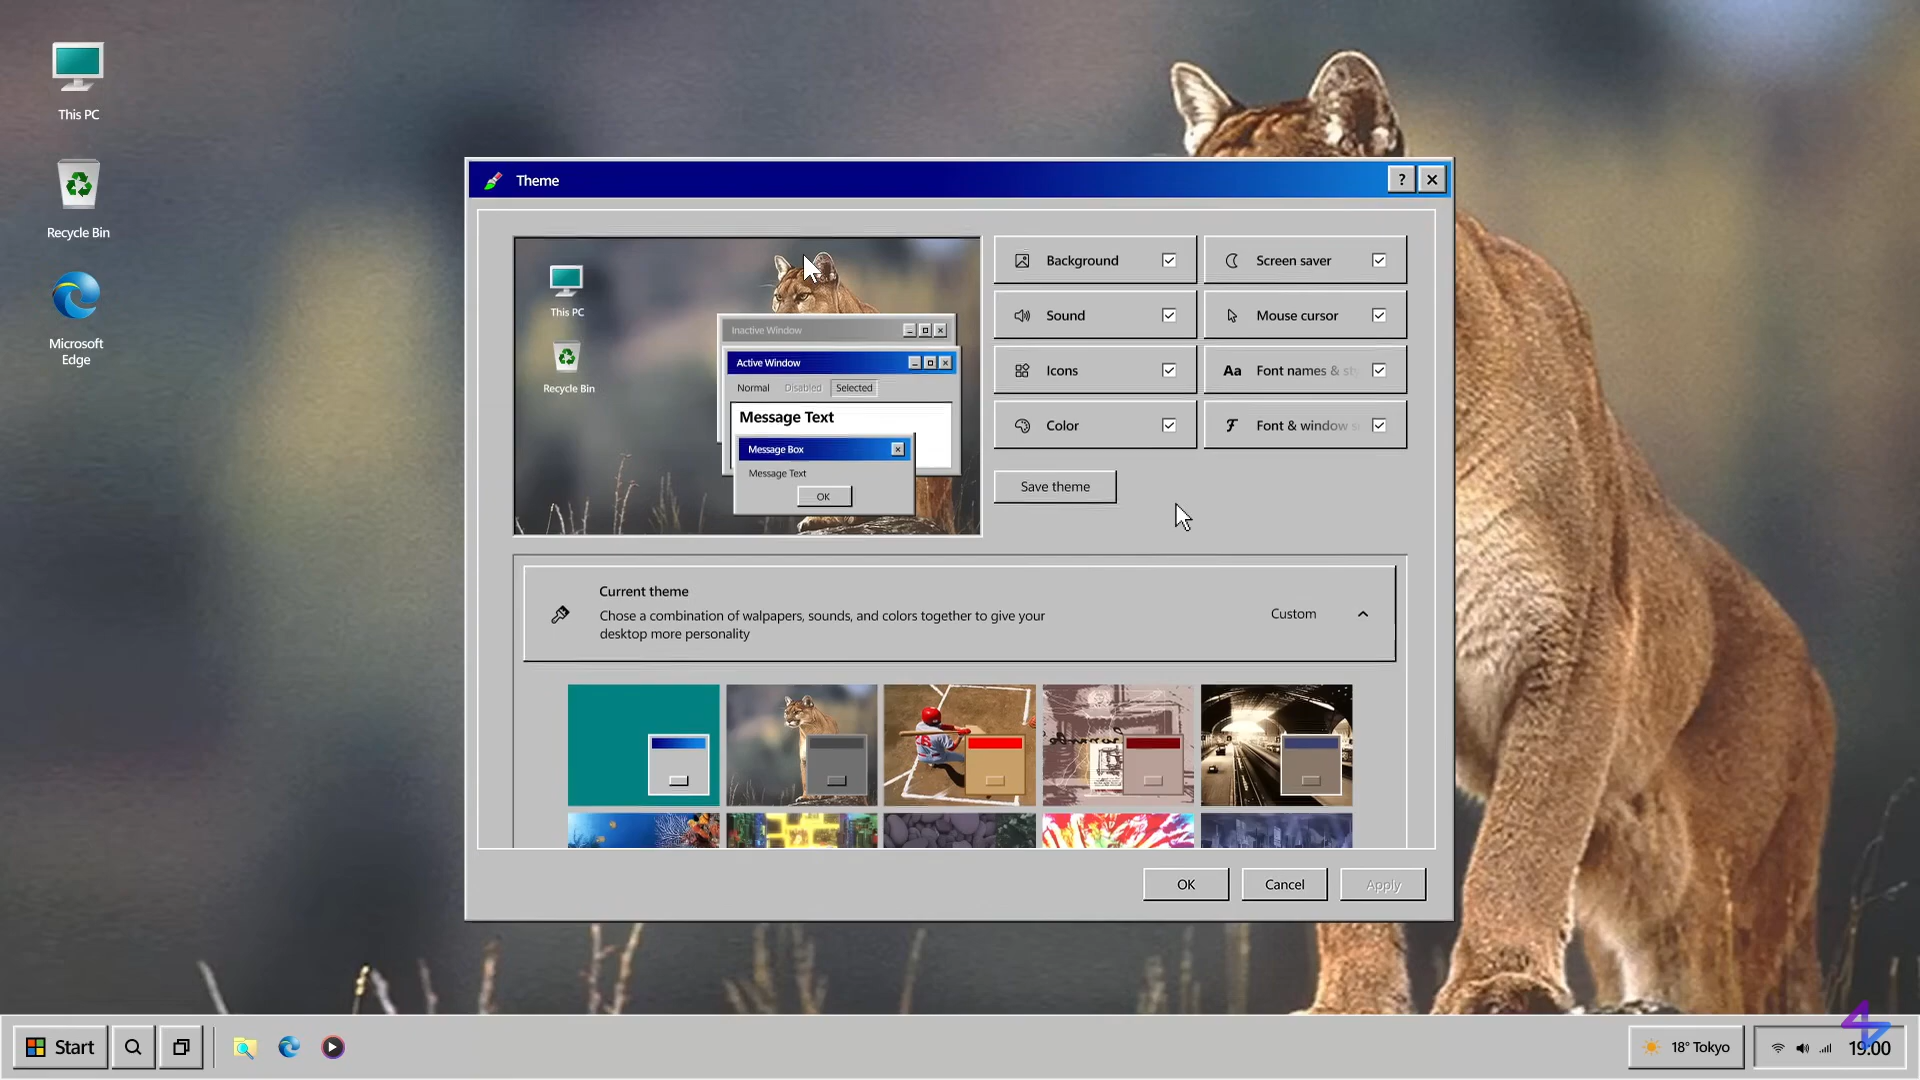 This PC
Recycle Bin
Microsoft
Edge
Theme
?
This PC
Recycle Bin
Inactive Window
Active Window
Normal Disabled Selected
Message Text
Message Box
Message Text
OK
Background
Screen saver
Sound
Mouse cursor
Icons
Aa Font names &
Color
F Font & window
Save theme
Current theme
Chose a combination of walpapers, sounds, and colors together to give your
desktop more personality
Custom
OK
Cancel
Apply
Start
18° Tokyo
19:00